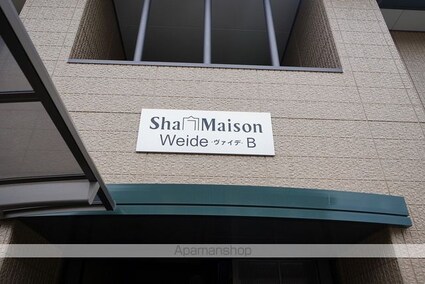 Sha Maison
Weide -ヴァイデ- B
Apamanshop